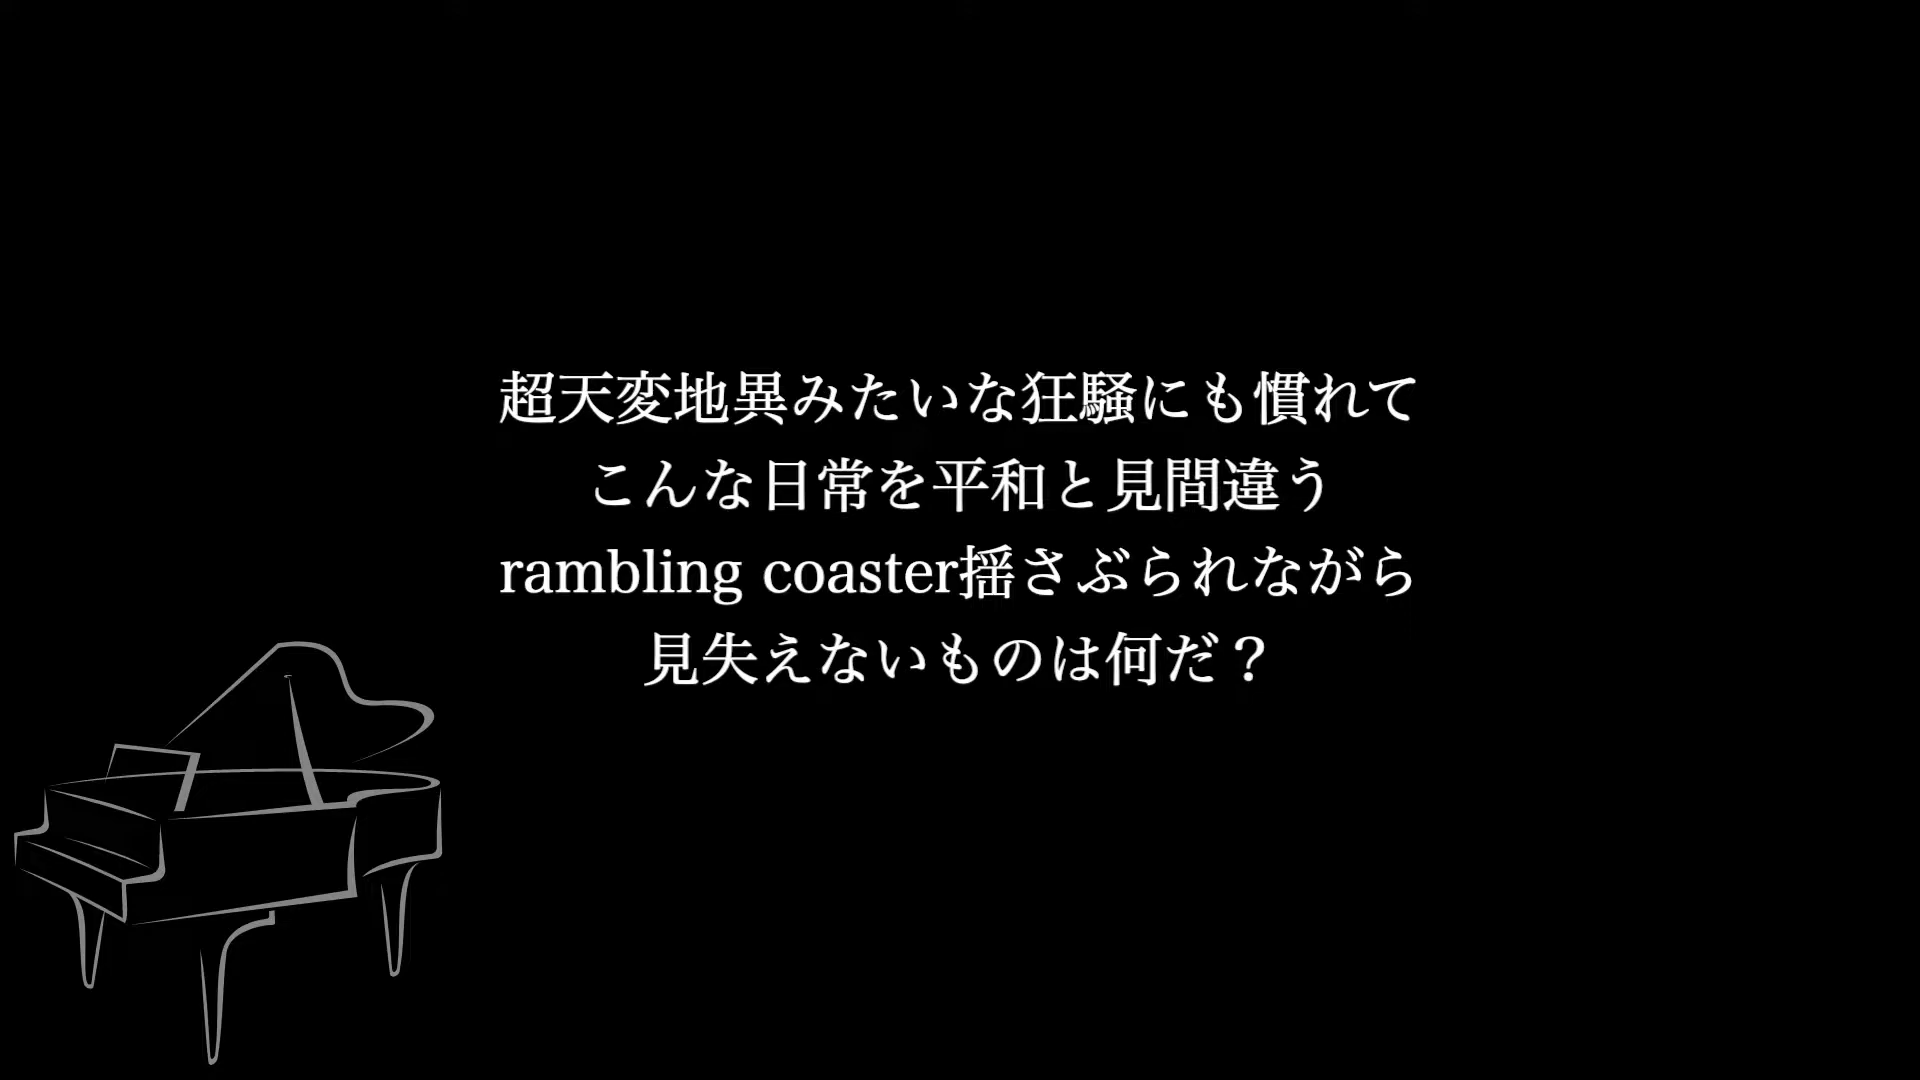 超天変地異みたいな狂騒にも慣れて
こんな日常を平和と見間違う
rambling coaster揺さぶられながら
見失えないものは何だ？